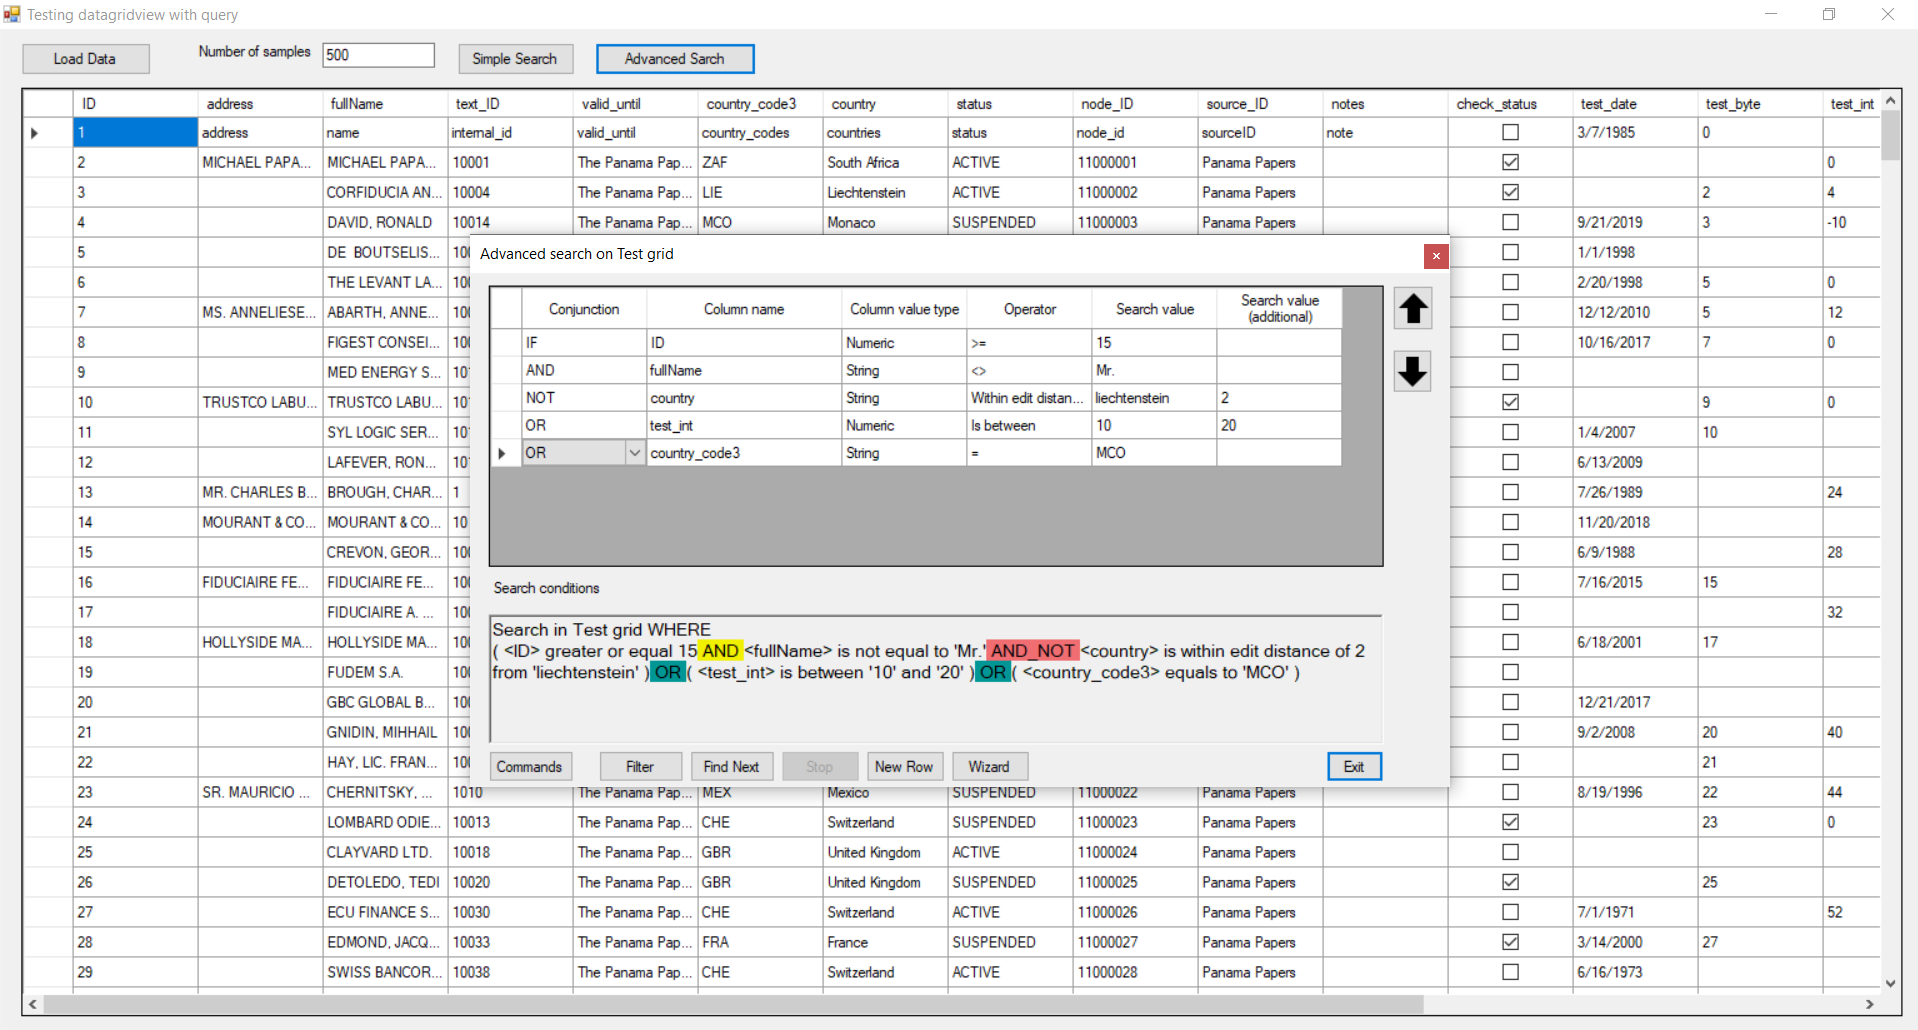 Testing datagridview with query
Load Data Number of samples 500 Simple Search Advanced Sarch
ID address fullName text_ID valid_until country_code3 country status node_ID source_ID notes check_status test_date test_byte test_int
1 address name internal_id valid_until country_codes countries status node_id sourceID note 3/7/1985 0
2 MICHAEL PAPA... MICHAEL PAPA... 10001 The Panama Pap... ZAF South Africa ACTIVE 11000001 Panama Papers 0
3 CORFIDUCIA AN... 10004 The Panama Pap... LIE Liechtenstein ACTIVE 11000002 Panama Papers 2 4
4 DAVID, RONALD 10014 The Panama Pap... MCO Monaco SUSPENDED 11000003 Panama Papers 9/21/2019 3 -10
5 DE BOUTSELIS... 1/1/1998
6 THE LEVANT LA... 2/20/1998 5 0
7 MS. ANNELIESE... ABARTH, ANNE... 12/12/2010 5 12
8 FIGEST CONSEI... 10/16/2017 7 0
9 MED ENERGY S...
10 TRUSTCO LABU... TRUSTCO LABU... 9 0
11 SYL LOGIC SER... 1/4/2007 10
12 LAFEVER, RON... 6/13/2009
13 MR. CHARLES B... BROUGH, CHAR... 1 7/26/1989 24
14 MOURANT & CO... MOURANT & CO... 10 11/20/2018
15 CREVON, GEOR... 6/9/1988 28
16 FIDUCIAIRE FE... FIDUCIAIRE FE... 7/16/2015 15
17 FIDUCIAIRE A. ... 32
18 HOLLYSIDE MA... HOLLYSIDE MA... 6/18/2001 17
19 FUDEM S.A.
20 GBC GLOBAL B... 12/21/2017
21 GNIDIN, MIHHAIL 9/2/2008 20 40
22 HAY, LIC. FRAN... 21
23 SR. MAURICIO ... CHERNITSKY, ... 1010 The Panama Pap... MEX Mexico SUSPENDED 11000022 Panama Papers 8/19/1996 22 44
24 LOMBARD ODIE... 10013 The Panama Pap... CHE Switzerland SUSPENDED 11000023 Panama Papers 23 0
25 CLAYVARD LTD. 10018 The Panama Pap... GBR United Kingdom ACTIVE 11000024 Panama Papers
26 DETOLEDO, TEDI 10020 The Panama Pap... GBR United Kingdom SUSPENDED 11000025 Panama Papers 25
27 ECU FINANCE S... 10030 The Panama Pap... CHE Switzerland ACTIVE 11000026 Panama Papers 7/1/1971 52
28 EDMOND, JACQ... 10033 The Panama Pap... FRA France SUSPENDED 11000027 Panama Papers 3/14/2000 27
29 SWISS BANCOR... 10038 The Panama Pap... CHE Switzerland ACTIVE 11000028 Panama Papers 6/16/1973
Advanced search on Test grid
Conjunction Column name Column value type Operator Search value Search value
(additional)
IF ID Numeric >= 15
AND fullName String <> Mr.
NOT country String Within edit distan... liechtenstein 2
OR test_int Numeric Is between 10 20
OR country_code3 String = MCO
Search conditions
Search in Test grid WHERE
( <ID> greater or equal 15 AND <fullName> is not equal to 'Mr.' AND_NOT <country> is within edit distance of 2
from 'liechtenstein' ) OR ( <test_int> is between '10' and '20' ) OR ( <country_code3> equals to 'MCO' )
Commands Filter Find Next Stop New Row Wizard Exit